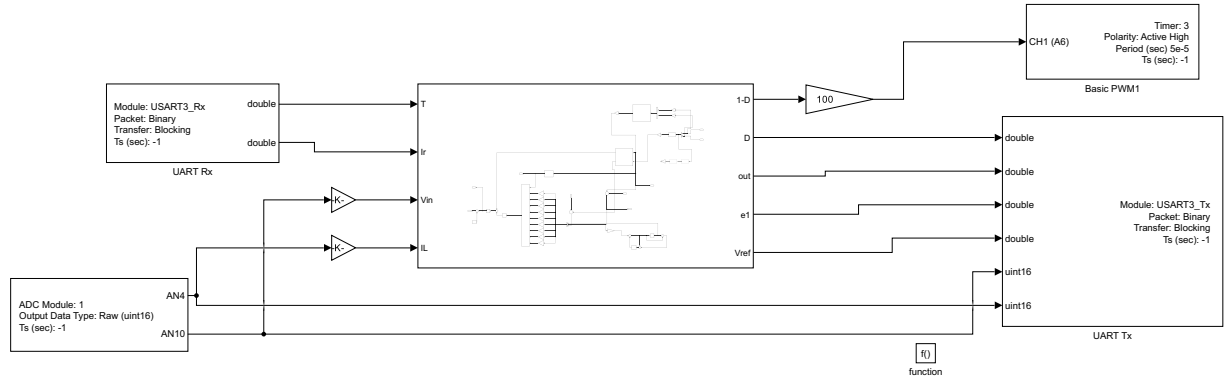 Timer: 3
Polarity: Active High
Period (sec) 5e-5
Ts (sec): -1
CH1 (A6)
Basic PWM1
Module: USART3_Rx
Packet: Binary
Transfer: Blocking
Ts (sec): -1
double
double
UART Rx
T
Ir
Vin
IL
1-D
D
out
e1
Vref
100
-K-
-K-
double
double
double
double
uint16
uint16
Module: USART3_Tx
Packet: Binary
Transfer: Blocking
Ts (sec): -1
UART Tx
ADC Module: 1
Output Data Type: Raw (uint16)
Ts (sec): -1
AN4
AN10
f()
function